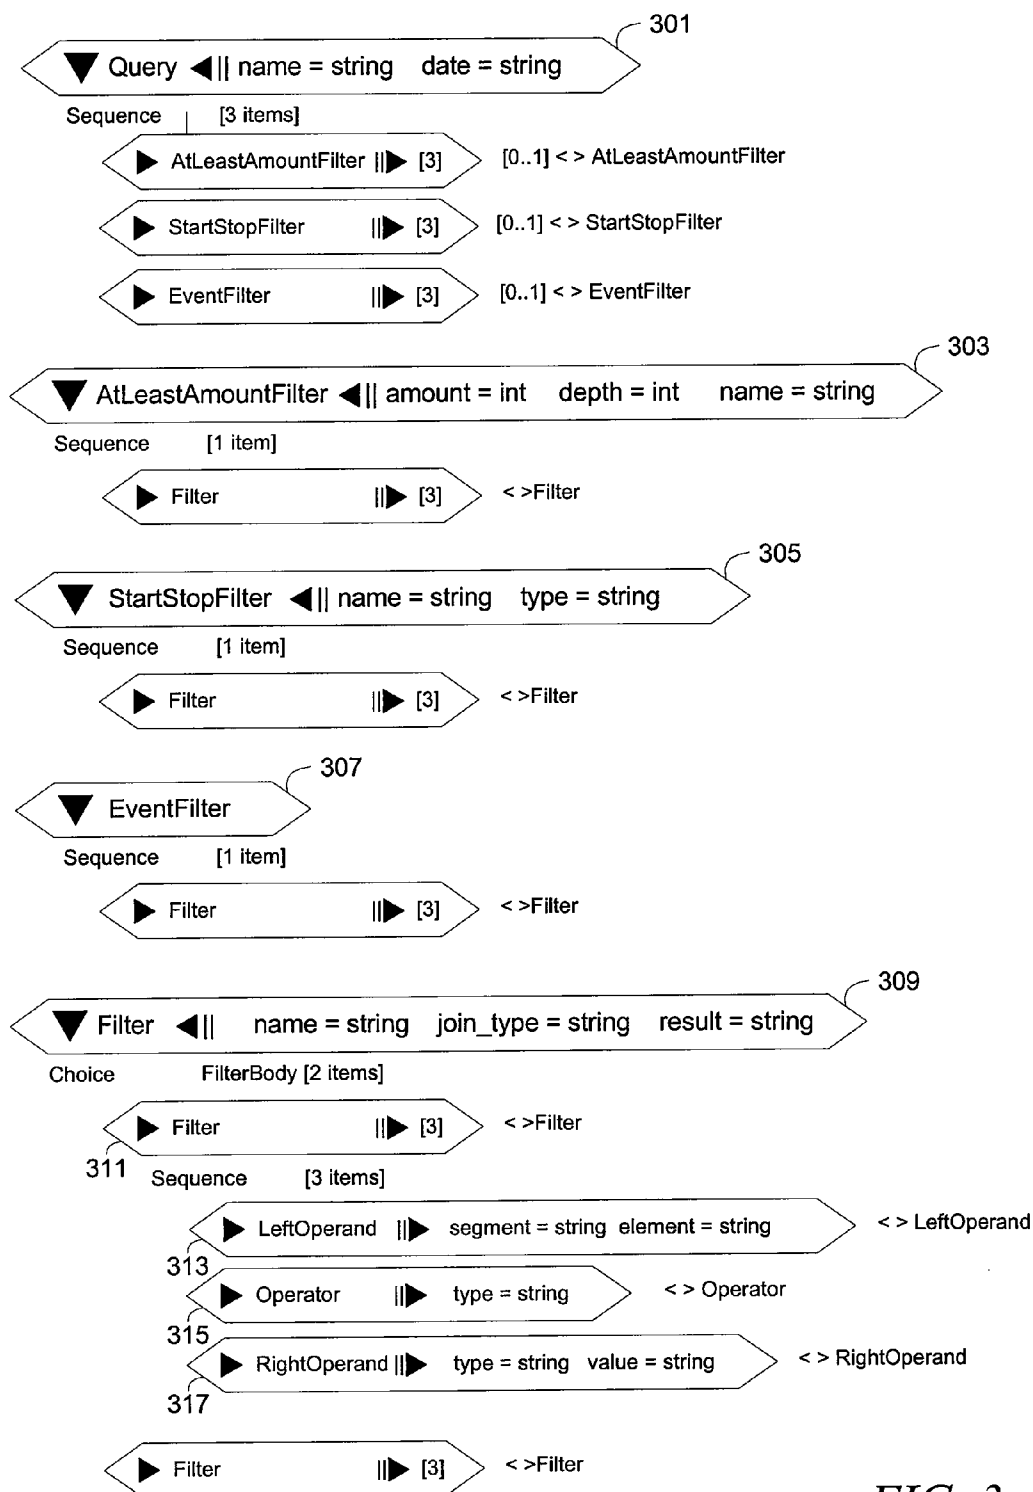 301
Query name = string date = string
Sequence [3 items]
AtLeastAmountFilter [3] [0..1] < > AtLeastAmountFilter
StartStopFilter [3] [0..1] < > StartStopFilter
EventFilter [3] [0..1] < > EventFilter
303
AtLeastAmountFilter amount = int depth = int name = string
Sequence [1 item]
Filter [3] < >Filter
305
StartStopFilter name = string type = string
Sequence [1 item]
Filter [3] < >Filter
307
EventFilter
Sequence [1 item]
Filter [3] < >Filter
309
Filter name = string join_type = string result = string
Choice FilterBody [2 items]
Filter [3] < >Filter
311
Sequence [3 items]
LeftOperand segment = string element = string < > LeftOperand
313
Operator type = string < > Operator
315
RightOperand type = string value = string < > RightOperand
317
Filter [3] < >Filter
FIG. 3